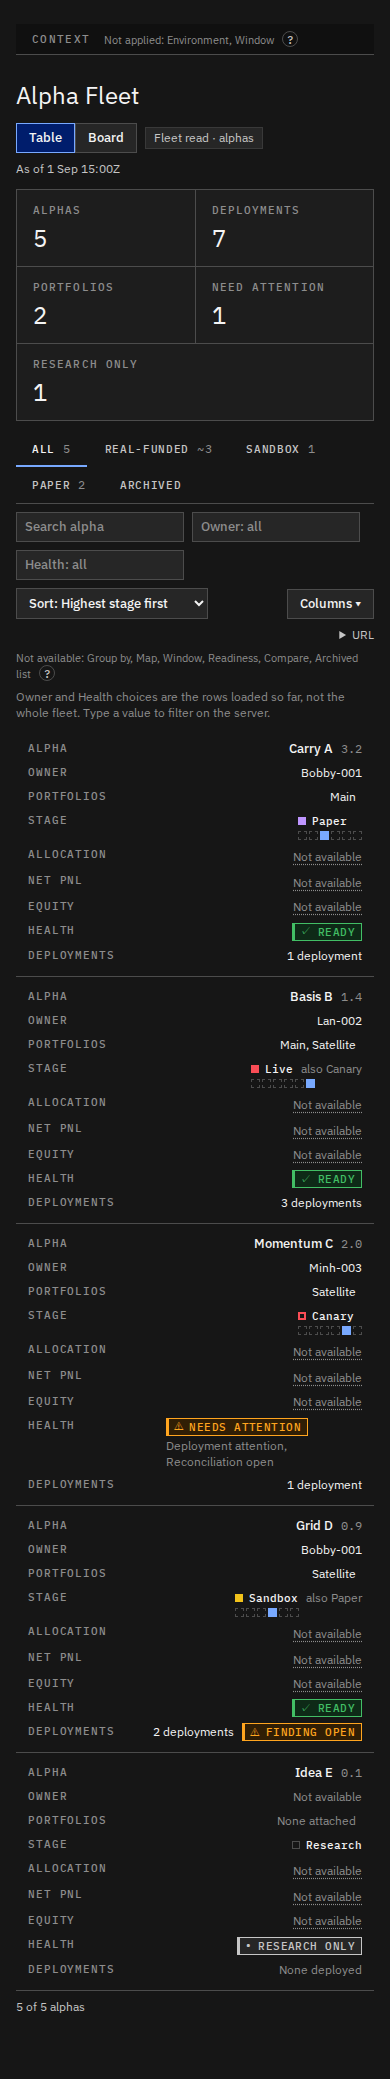 CONTEXT Not applied: Environment, Window ?
Alpha Fleet
Table Board Fleet read · alphas
As of 1 Sep 15:00Z
ALPHAS DEPLOYMENTS
5 7
PORTFOLIOS NEED ATTENTION
2 1
RESEARCH ONLY
1
ALL 5 REAL-FUNDED ~3 SANDBOX 1
PAPER 2 ARCHIVED
Search alpha Owner: all
Health: all
Sort: Highest stage first Columns ▾
▶ URL
Not available: Group by, Map, Window, Readiness, Compare, Archived
list ?
Owner and Health choices are the rows loaded so far, not the
whole fleet. Type a value to filter on the server.
ALPHA Carry A 3.2
OWNER Bobby-001
PORTFOLIOS Main
STAGE Paper
ALLOCATION Not available
NET PNL Not available
EQUITY Not available
HEALTH ✓ READY
DEPLOYMENTS 1 deployment
ALPHA Basis B 1.4
OWNER Lan-002
PORTFOLIOS Main, Satellite
STAGE Live also Canary
ALLOCATION Not available
NET PNL Not available
EQUITY Not available
HEALTH ✓ READY
DEPLOYMENTS 3 deployments
ALPHA Momentum C 2.0
OWNER Minh-003
PORTFOLIOS Satellite
STAGE Canary
ALLOCATION Not available
NET PNL Not available
EQUITY Not available
HEALTH ⚠ NEEDS ATTENTION
Deployment attention,
Reconciliation open
DEPLOYMENTS 1 deployment
ALPHA Grid D 0.9
OWNER Bobby-001
PORTFOLIOS Satellite
STAGE Sandbox also Paper
ALLOCATION Not available
NET PNL Not available
EQUITY Not available
HEALTH ✓ READY
DEPLOYMENTS 2 deployments ⚠ FINDING OPEN
ALPHA Idea E 0.1
OWNER Not available
PORTFOLIOS None attached
STAGE Research
ALLOCATION Not available
NET PNL Not available
EQUITY Not available
HEALTH • RESEARCH ONLY
DEPLOYMENTS None deployed
5 of 5 alphas